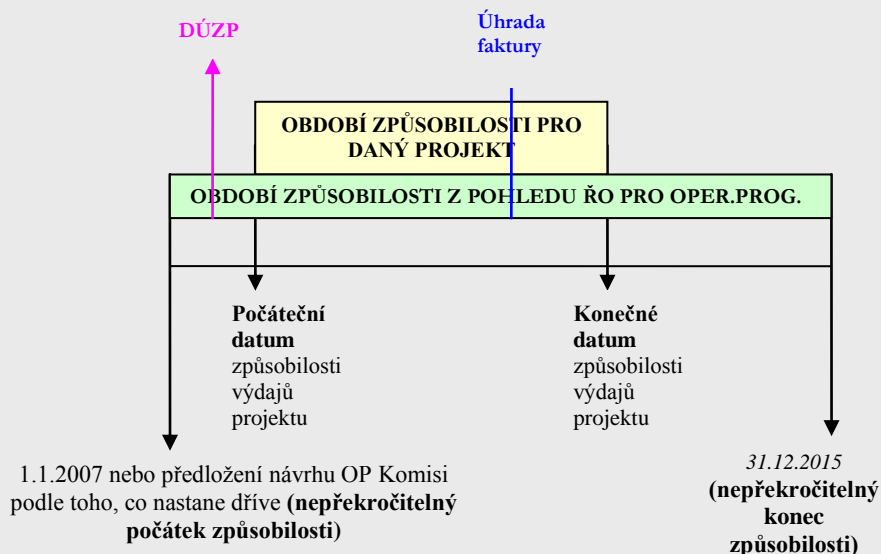 DÚZP
Úhrada
faktury
OBDOBÍ ZPŮSOBILOSTI PRO
DANÝ PROJEKT
OBDOBÍ ZPŮSOBILOSTI Z POHLEDU ŘO PRO OPER.PROG.
Počáteční
datum
způsobilosti
výdajů
projektu
Konečné
datum
způsobilosti
výdajů
projektu
1.1.2007 nebo předložení návrhu OP Komisi
podle toho, co nastane dříve (nepřekročitelný
počátek způsobilosti)
31.12.2015
(nepřekročitelný
konec
způsobilosti)